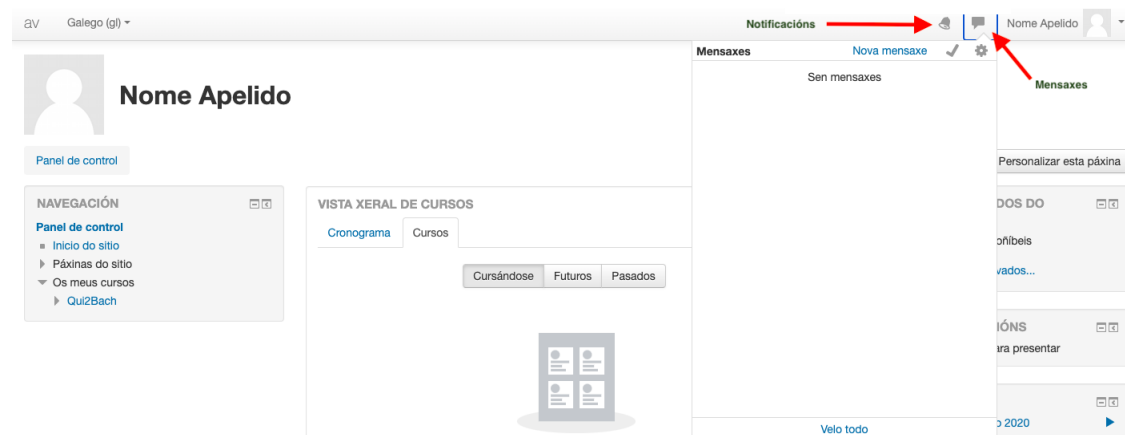 av Galego (gl) Notificacións Nome Apelido
Mensaxes Nova mensaxe
Sen mensaxes
Mensaxes
Nome Apelido
Panel de control
Personalizar esta páxina
NAVEGACIÓN
Panel de control
Inicio do sitio
Páxinas do sitio
Os meus cursos
Qui2Bach
VISTA XERAL DE CURSOS
Cronograma Cursos
Cursándose Futuros Pasados
Velo todo
DOS DO
oñíbeis
vados...
IÓNS
ara presentar
2020